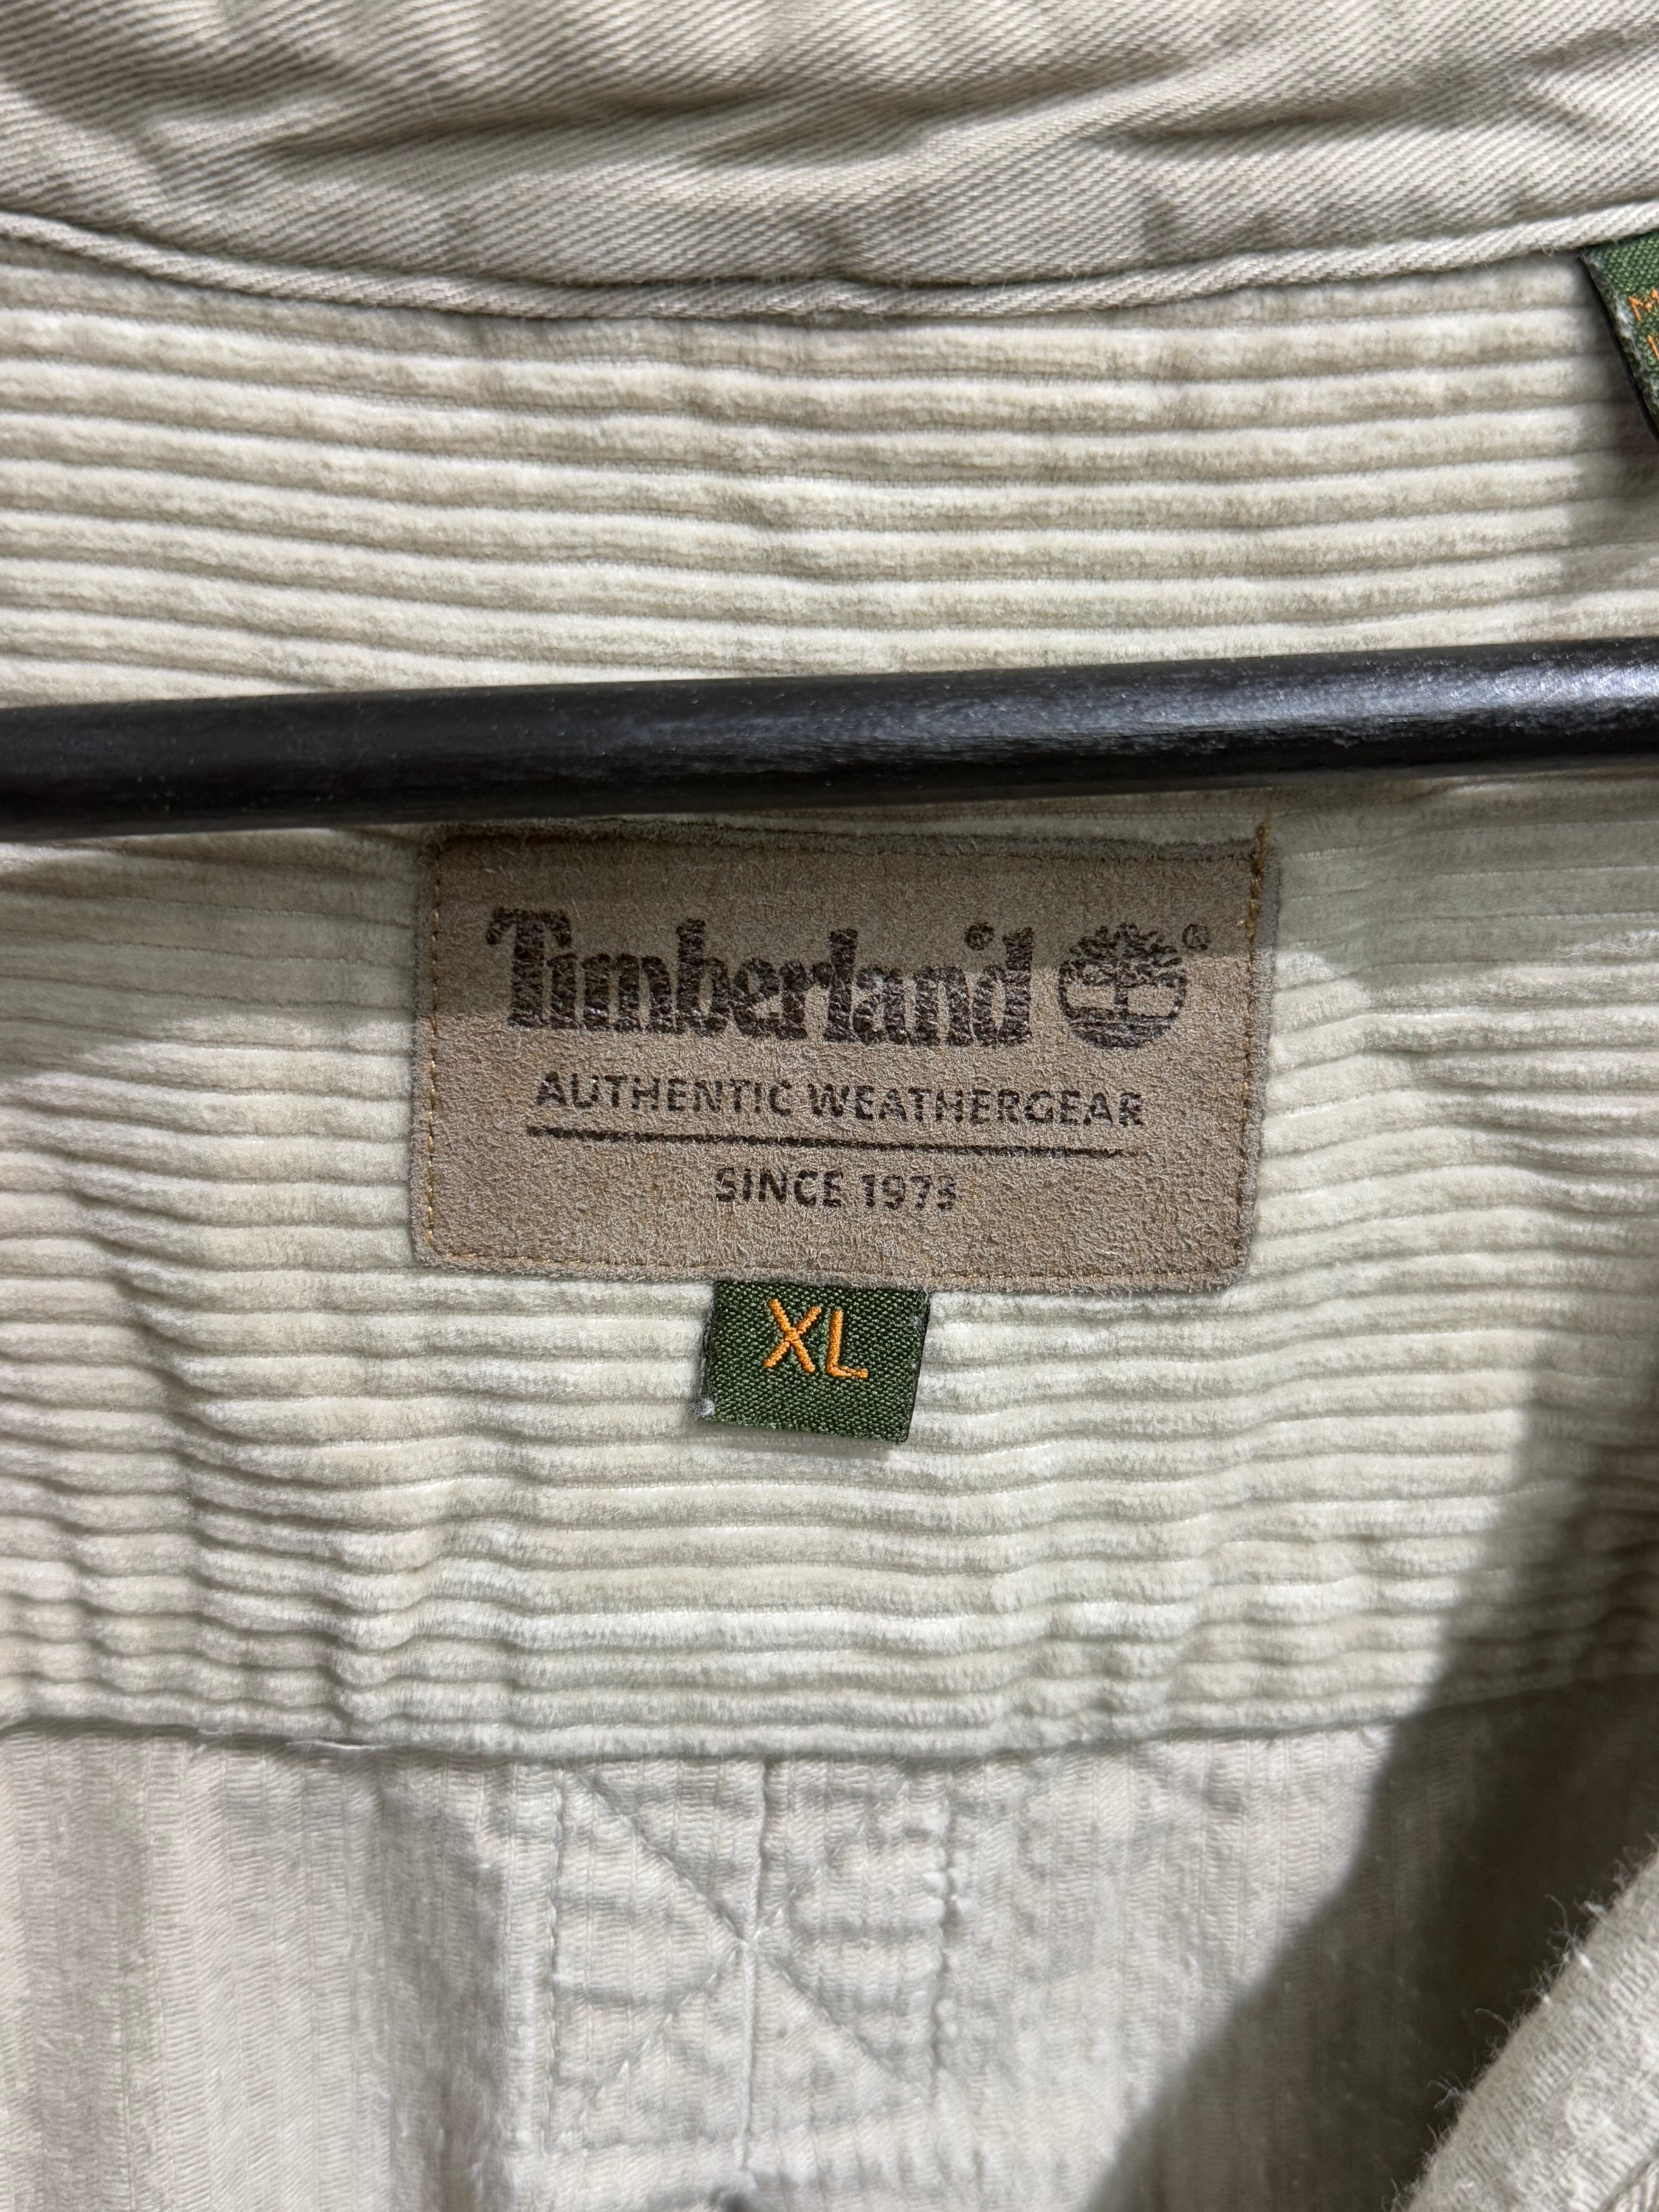 Timberland®
AUTHENTIC WEATHERGEAR
SINCE 1973
XL